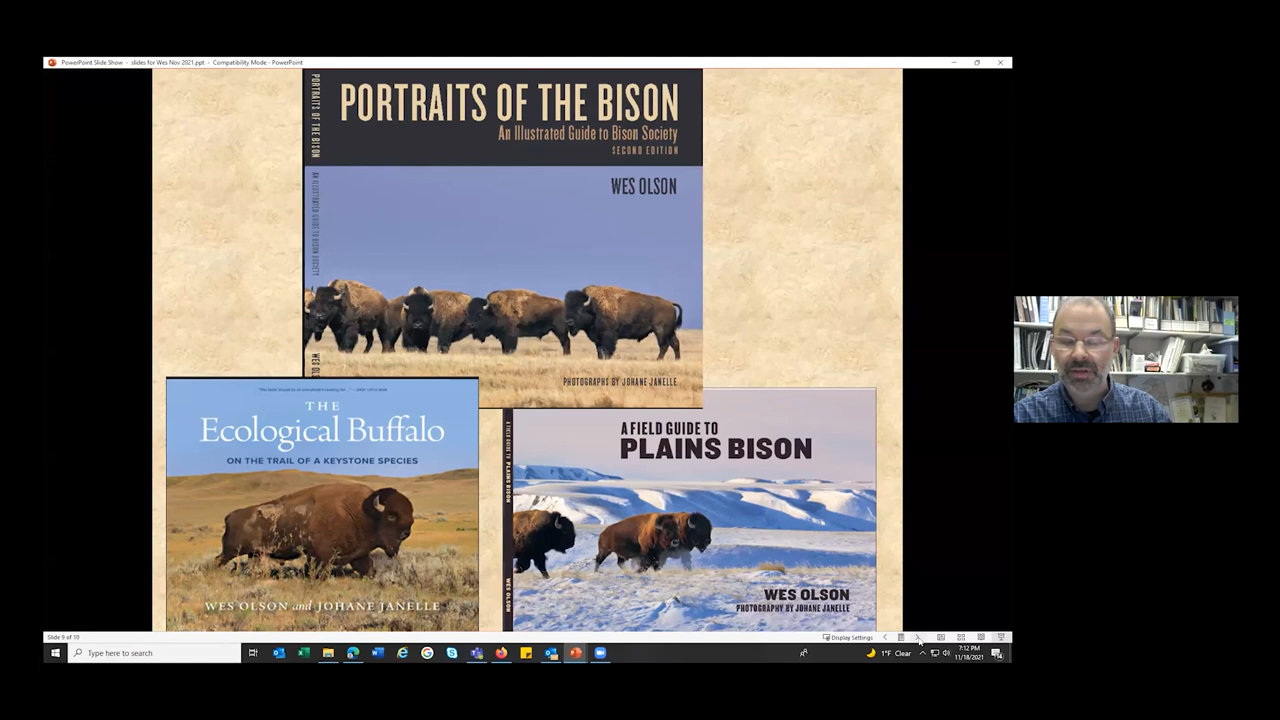 PowerPoint Slide Show - slides for Wes Nov 2021.ppt - Compatibility Mode - PowerPoint
PORTRAITS OF THE BISON
PORTRAITS OF THE BISON
An Illustrated Guide to Bison Society
SECOND EDITION
AN ILLUSTRATED GUIDE TO BISON SOCIETY
WES OLSON
WES OLS
PHOTOGRAPHS BY JOHANE JANELLE
THE
Ecological Buffalo
ON THE TRAIL OF A KEYSTONE SPECIES
WES OLSON and JOHANE JANELLE
A FIELD GUIDE TO PLAINS BISON
A FIELD GUIDE TO
PLAINS BISON
WES OLSON
WES OLSON
PHOTOGRAPHY BY JOHANE JANELLE
Slide 9 of 10
Display Settings
Type here to search
1°F Clear
7:12 PM
11/18/2021